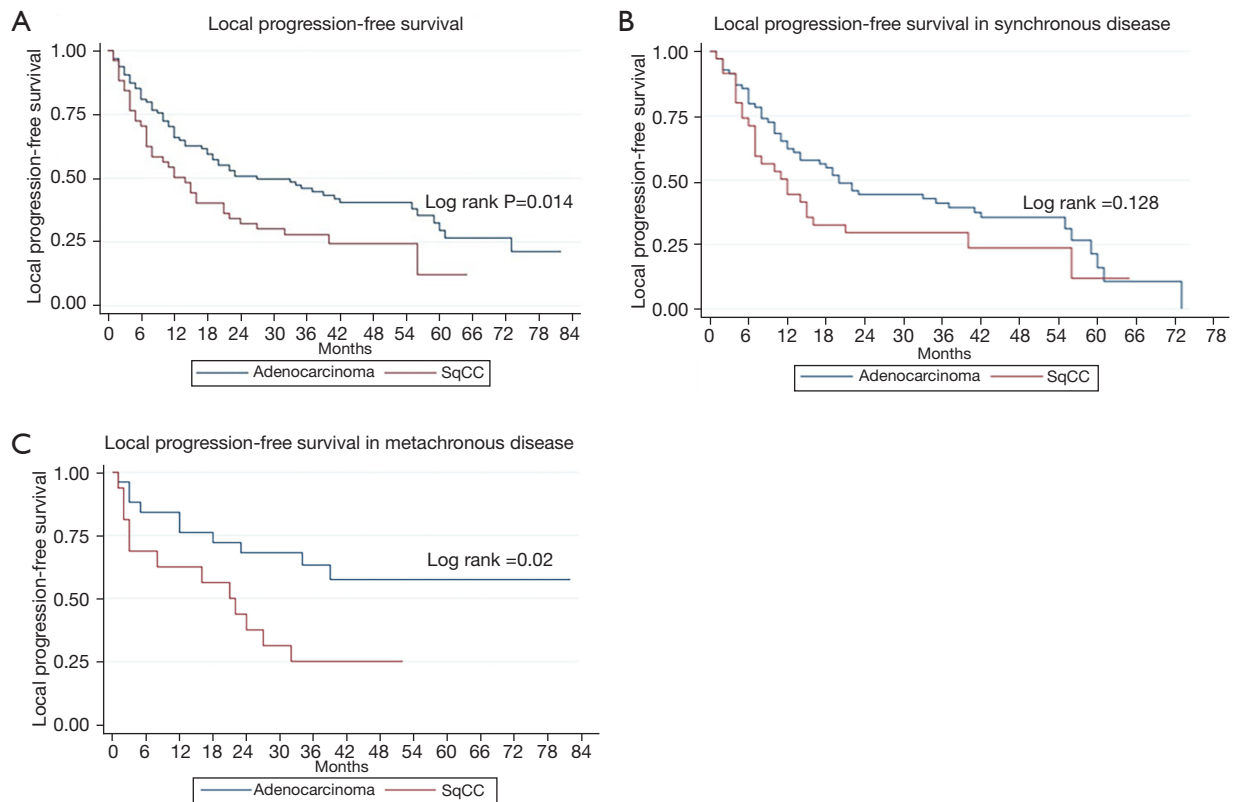 A
Local progression-free survival
Local progression-free survival
1.00
0.75
0.50
0.25
0.00
Log rank P=0.014
0 6 12 18 24 30 36 42 48 54 60 66 72 78 84
Months
Adenocarcinoma SqCC
B
Local progression-free survival in synchronous disease
Local progression-free survival
1.00
0.75
0.50
0.25
0.00
Log rank =0.128
0 6 12 18 24 30 36 42 48 54 60 66 72 78
Months
Adenocarcinoma SqCC
C
Local progression-free survival in metachronous disease
Local progression-free survival
1.00
0.75
0.50
0.25
0.00
Log rank =0.02
0 6 12 18 24 30 36 42 48 54 60 66 72 78 84
Months
Adenocarcinoma SqCC